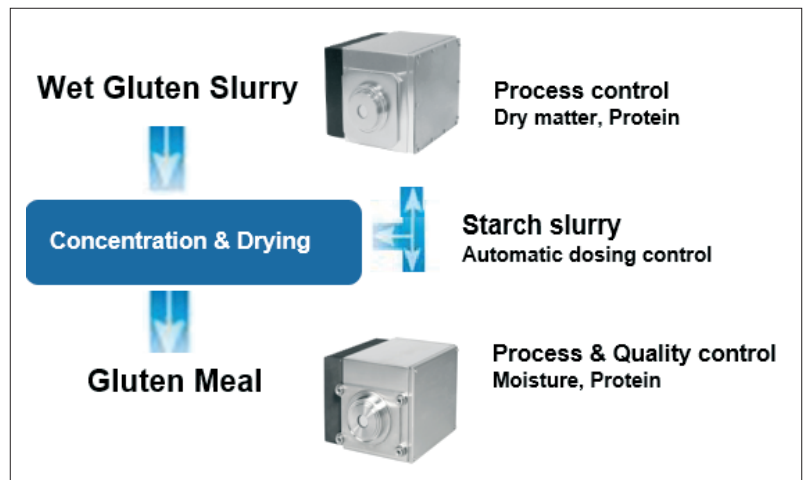 Wet Gluten Slurry
Process control
Dry matter, Protein
Concentration & Drying
Starch slurry
Automatic dosing control
Gluten Meal
Process & Quality control
Moisture, Protein